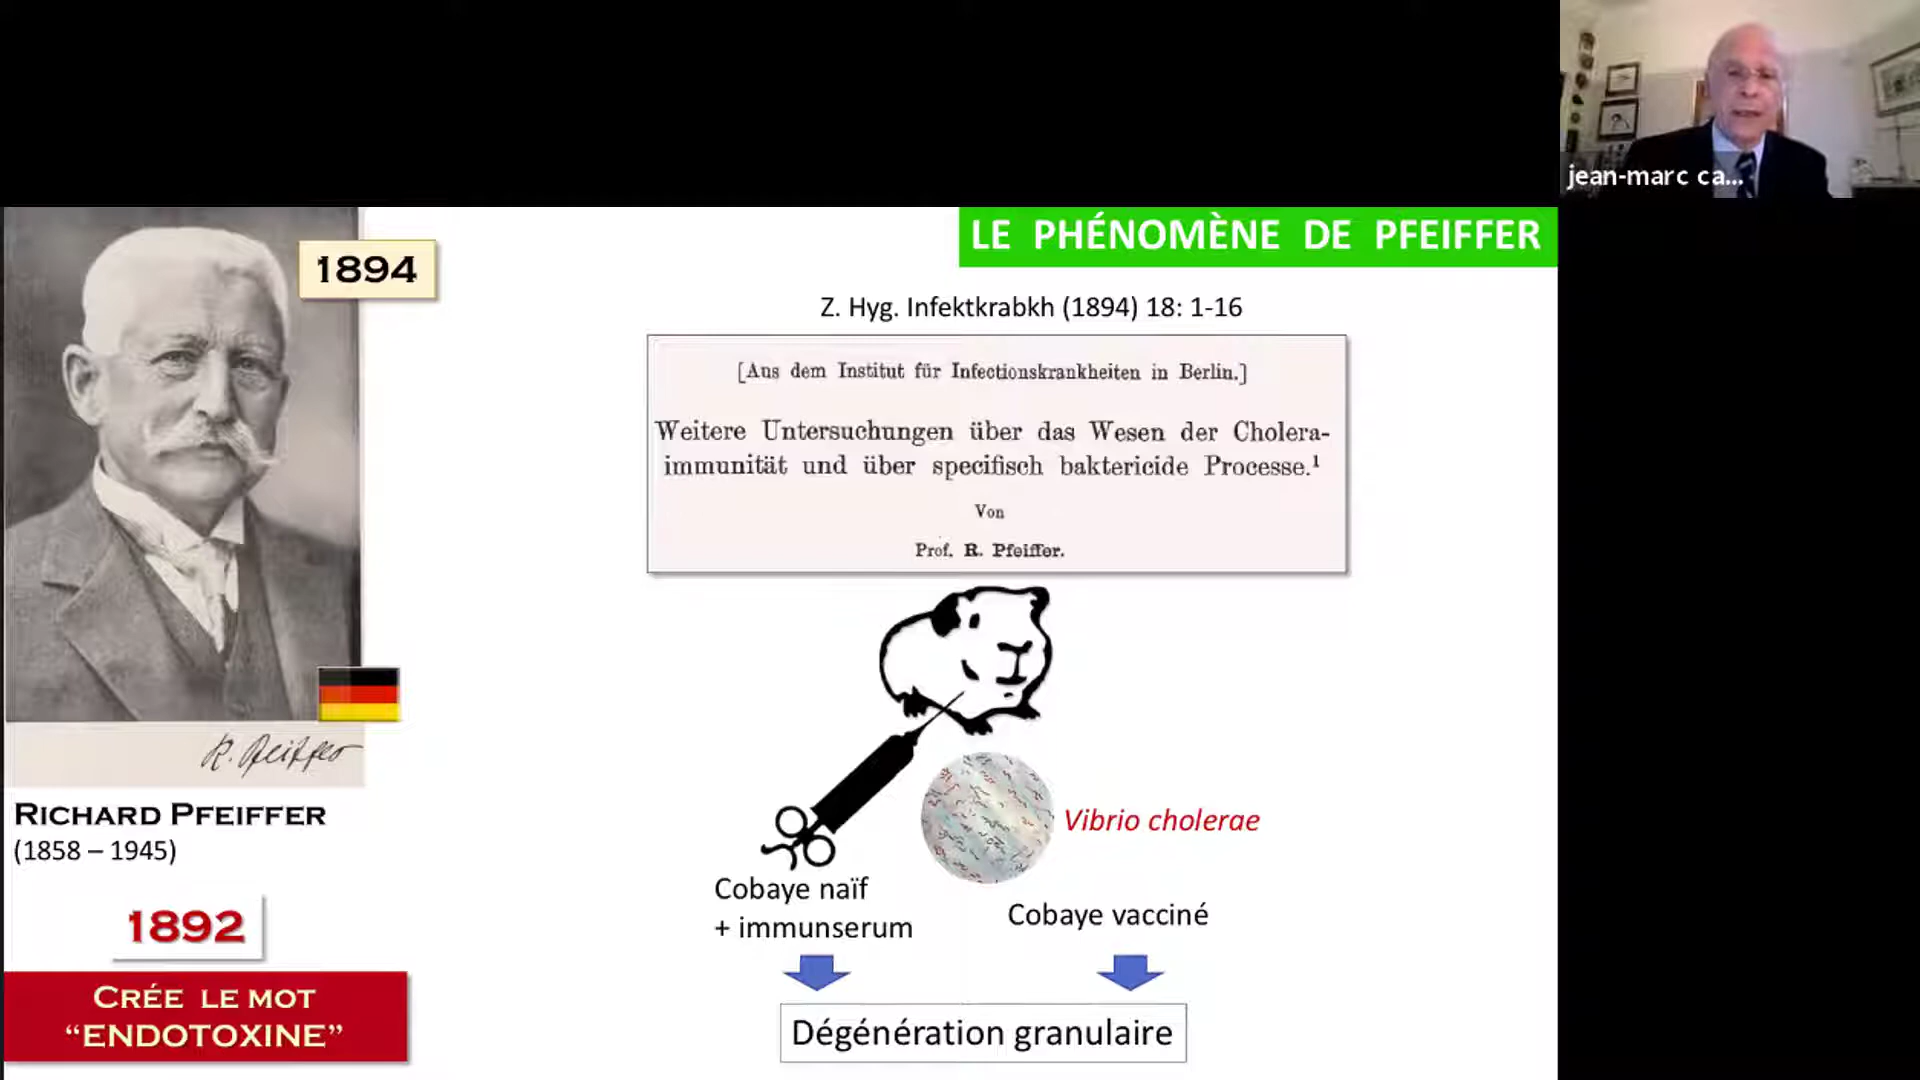 jean-marc ca...
LE PHÉNOMÈNE DE PFEIFFER
1894
Z. Hyg. Infektkrabkh (1894) 18: 1-16
[Aus dem Institut für Infectionskrankheiten in Berlin.]
Weitere Untersuchungen über das Wesen der Cholera-
immunität und über specifisch baktericide Processe.¹
Von
Prof. R. Pfeiffer.
R. Pfeiffer
RICHARD PFEIFFER
(1858 – 1945)
1892
CRÉE LE MOT
“ENDOTOXINE”
Vibrio cholerae
Cobaye naïf
+ immunserum
Cobaye vacciné
Dégénération granulaire